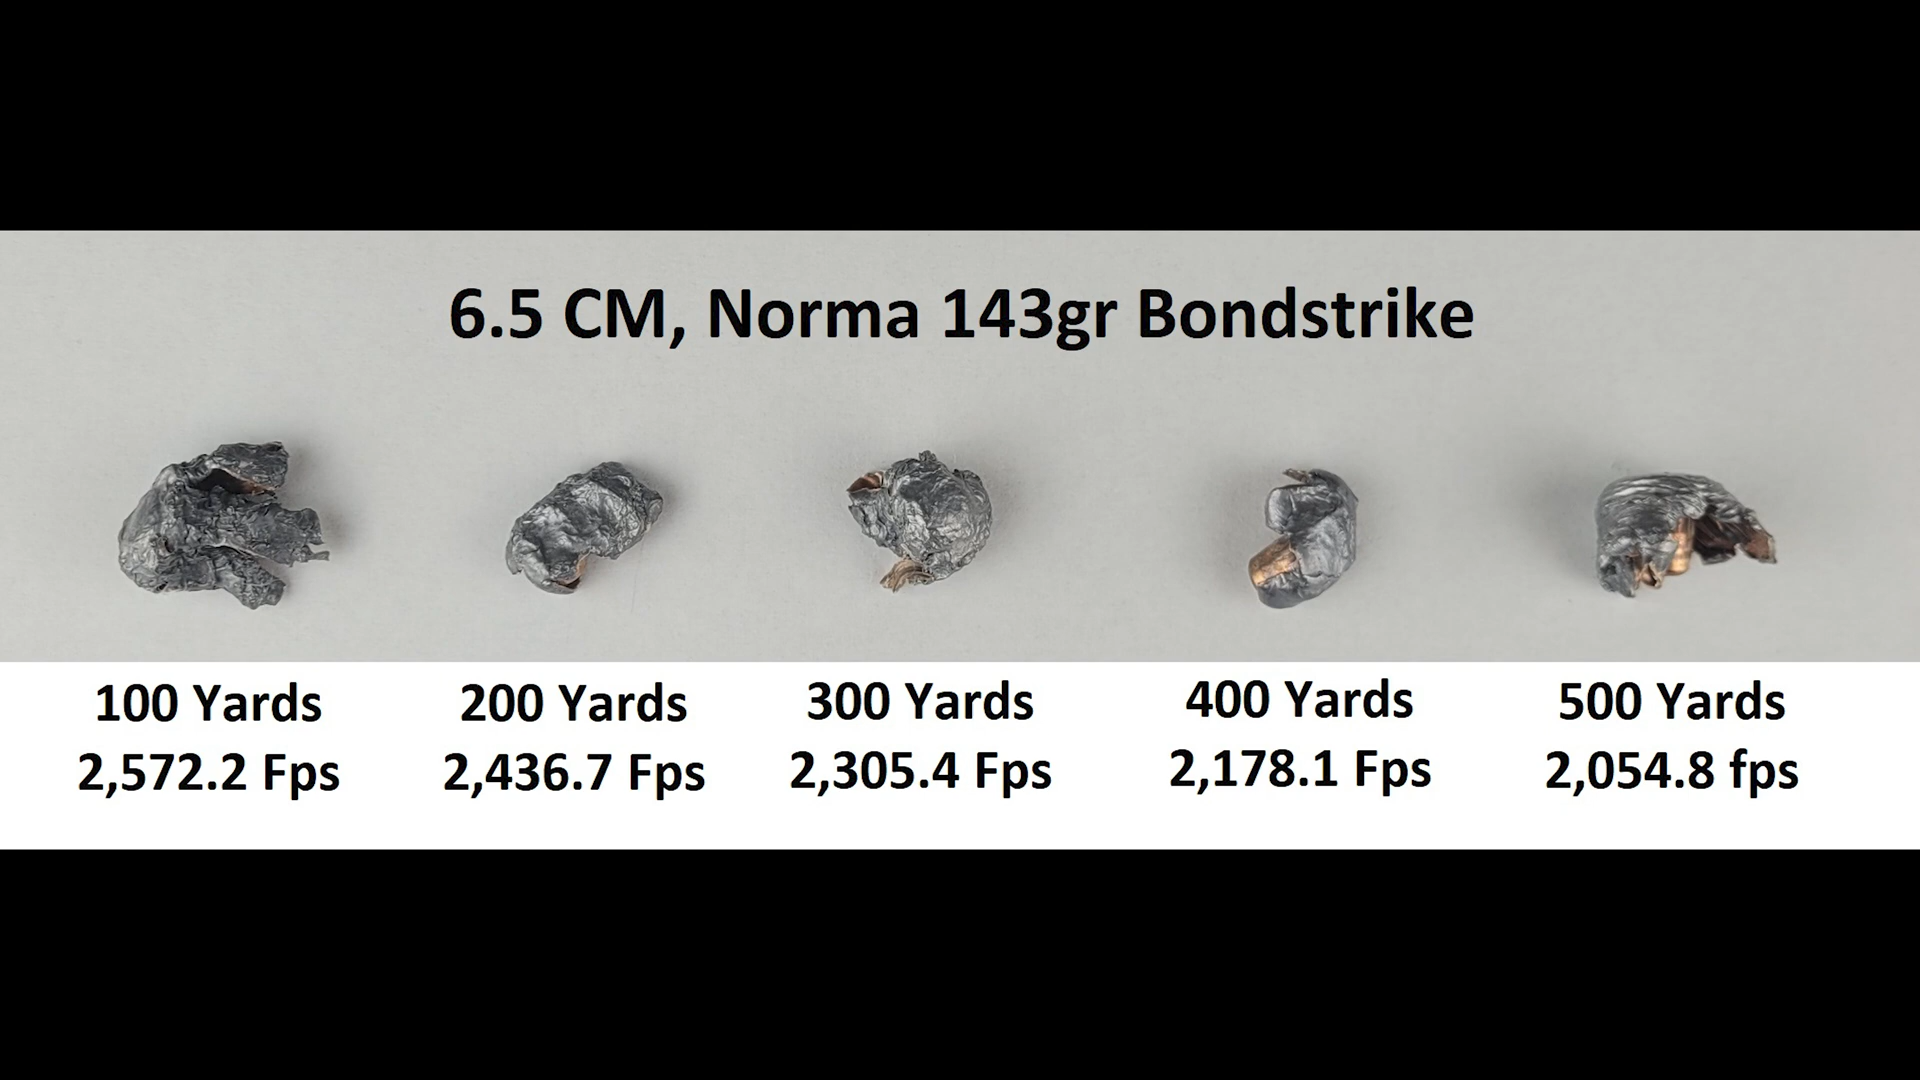 6.5 CM, Norma 143gr Bondstrike
100 Yards
2,572.2 Fps
200 Yards
2,436.7 Fps
300 Yards
2,305.4 Fps
400 Yards
2,178.1 Fps
500 Yards
2,054.8 fps